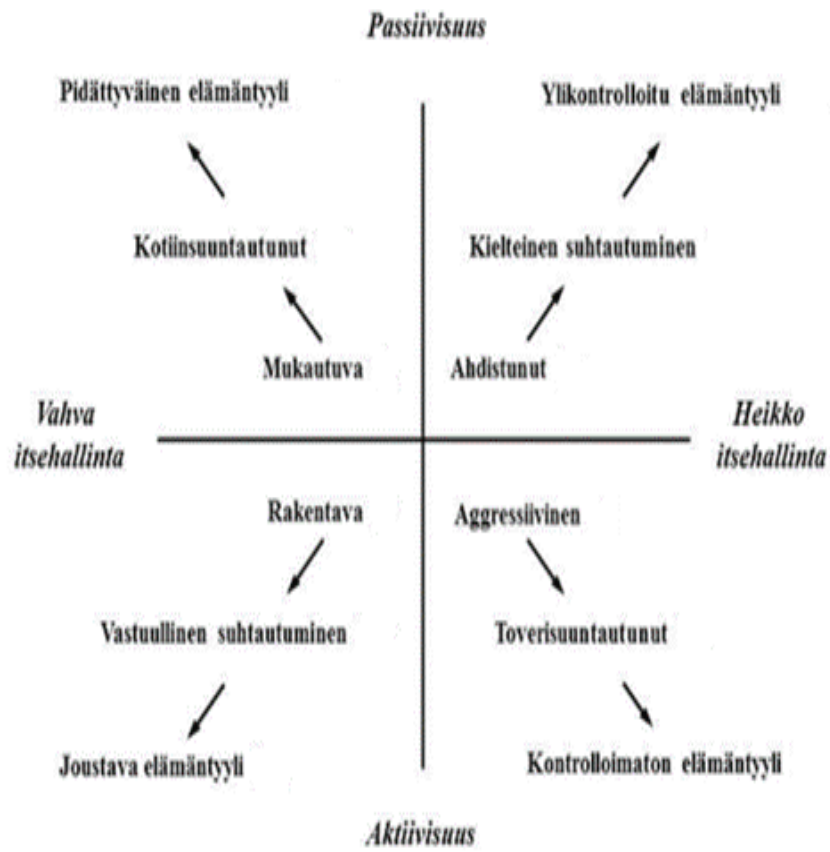 Passiivisuus
Pidättyväinen elämäntyyli
Ylikontrolloitu elämäntyyli
Kotiinsuuntautunut
Kielteinen suhtautuminen
Mukautuva
Ahdistunut
Vahva
itsehallinta
Heikko
itsehallinta
Rakentava
Aggressiivinen
Vastuullinen suhtautuminen
Toverisuuntautunut
Joustava elämäntyyli
Kontrolloimaton elämäntyyli
Aktiivisuus